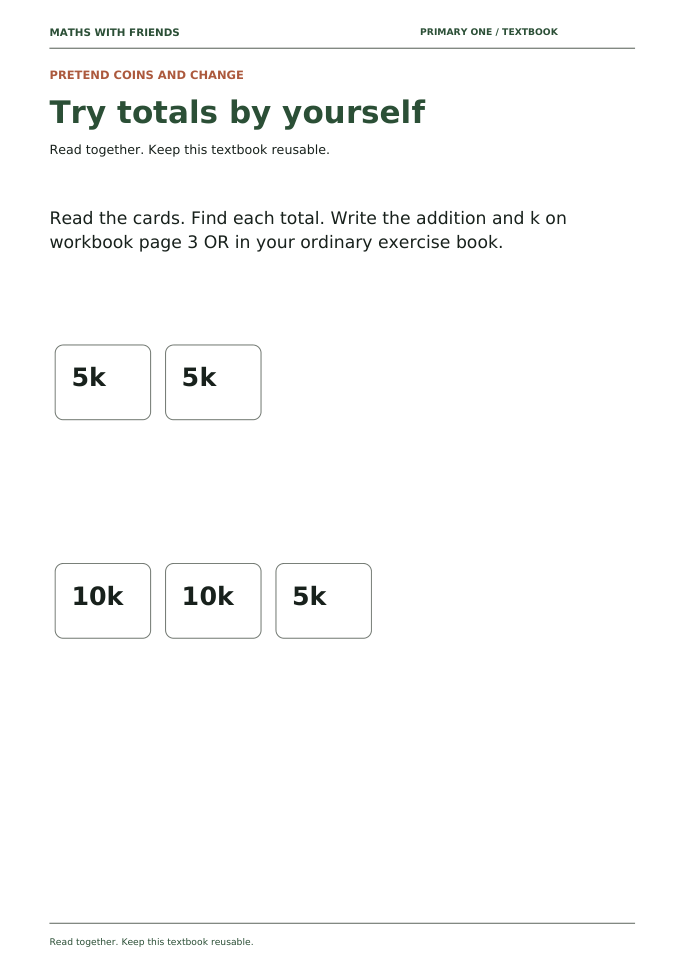 MATHS WITH FRIENDS
PRIMARY ONE / TEXTBOOK
PRETEND COINS AND CHANGE
Try totals by yourself
Read together. Keep this textbook reusable.
Read the cards. Find each total. Write the addition and k on
workbook page 3 OR in your ordinary exercise book.
5k 5k
10k 10k 5k
Read together. Keep this textbook reusable.